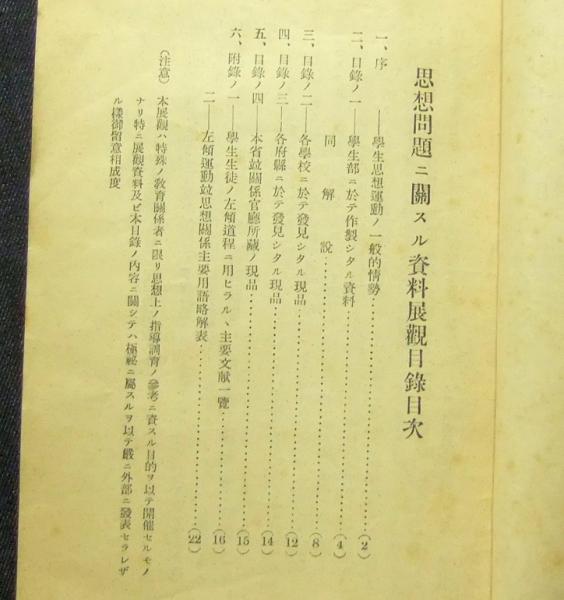 思想問題ニ關スル資料展觀目錄目次
一、序　――學生思想運動ノ一般的情勢……(2)
二、目錄ノ一――學生部ニ於テ作製シタル資料……(4)
同　解　說……(8)
三、目錄ノ二――各學校ニ於テ發見シタル現品……(12)
四、目錄ノ三――各府縣ニ於テ發見シタル現品……(14)
五、目錄ノ四　本省竝關係官廳所藏ノ現品……(15)
六、附錄ノ一――學生生徒ノ左傾道程ニ用ヒラルヽ主要文献一覽……(16)
二――左傾運動竝思想關係主要用語略解表……(22)
(注意)　本展觀ハ特殊ノ敎育關係者ニ限リ思想上ノ指導調育ノ參考ニ資スル目的ヲ以テ開催セルモノ
ナリ特ニ展觀資料及ビ本目錄ノ內容ニ關シテハ極祕ニ屬スルヲ以テ嚴ニ外部ニ發表セラレザ
ル樣御留意相成度